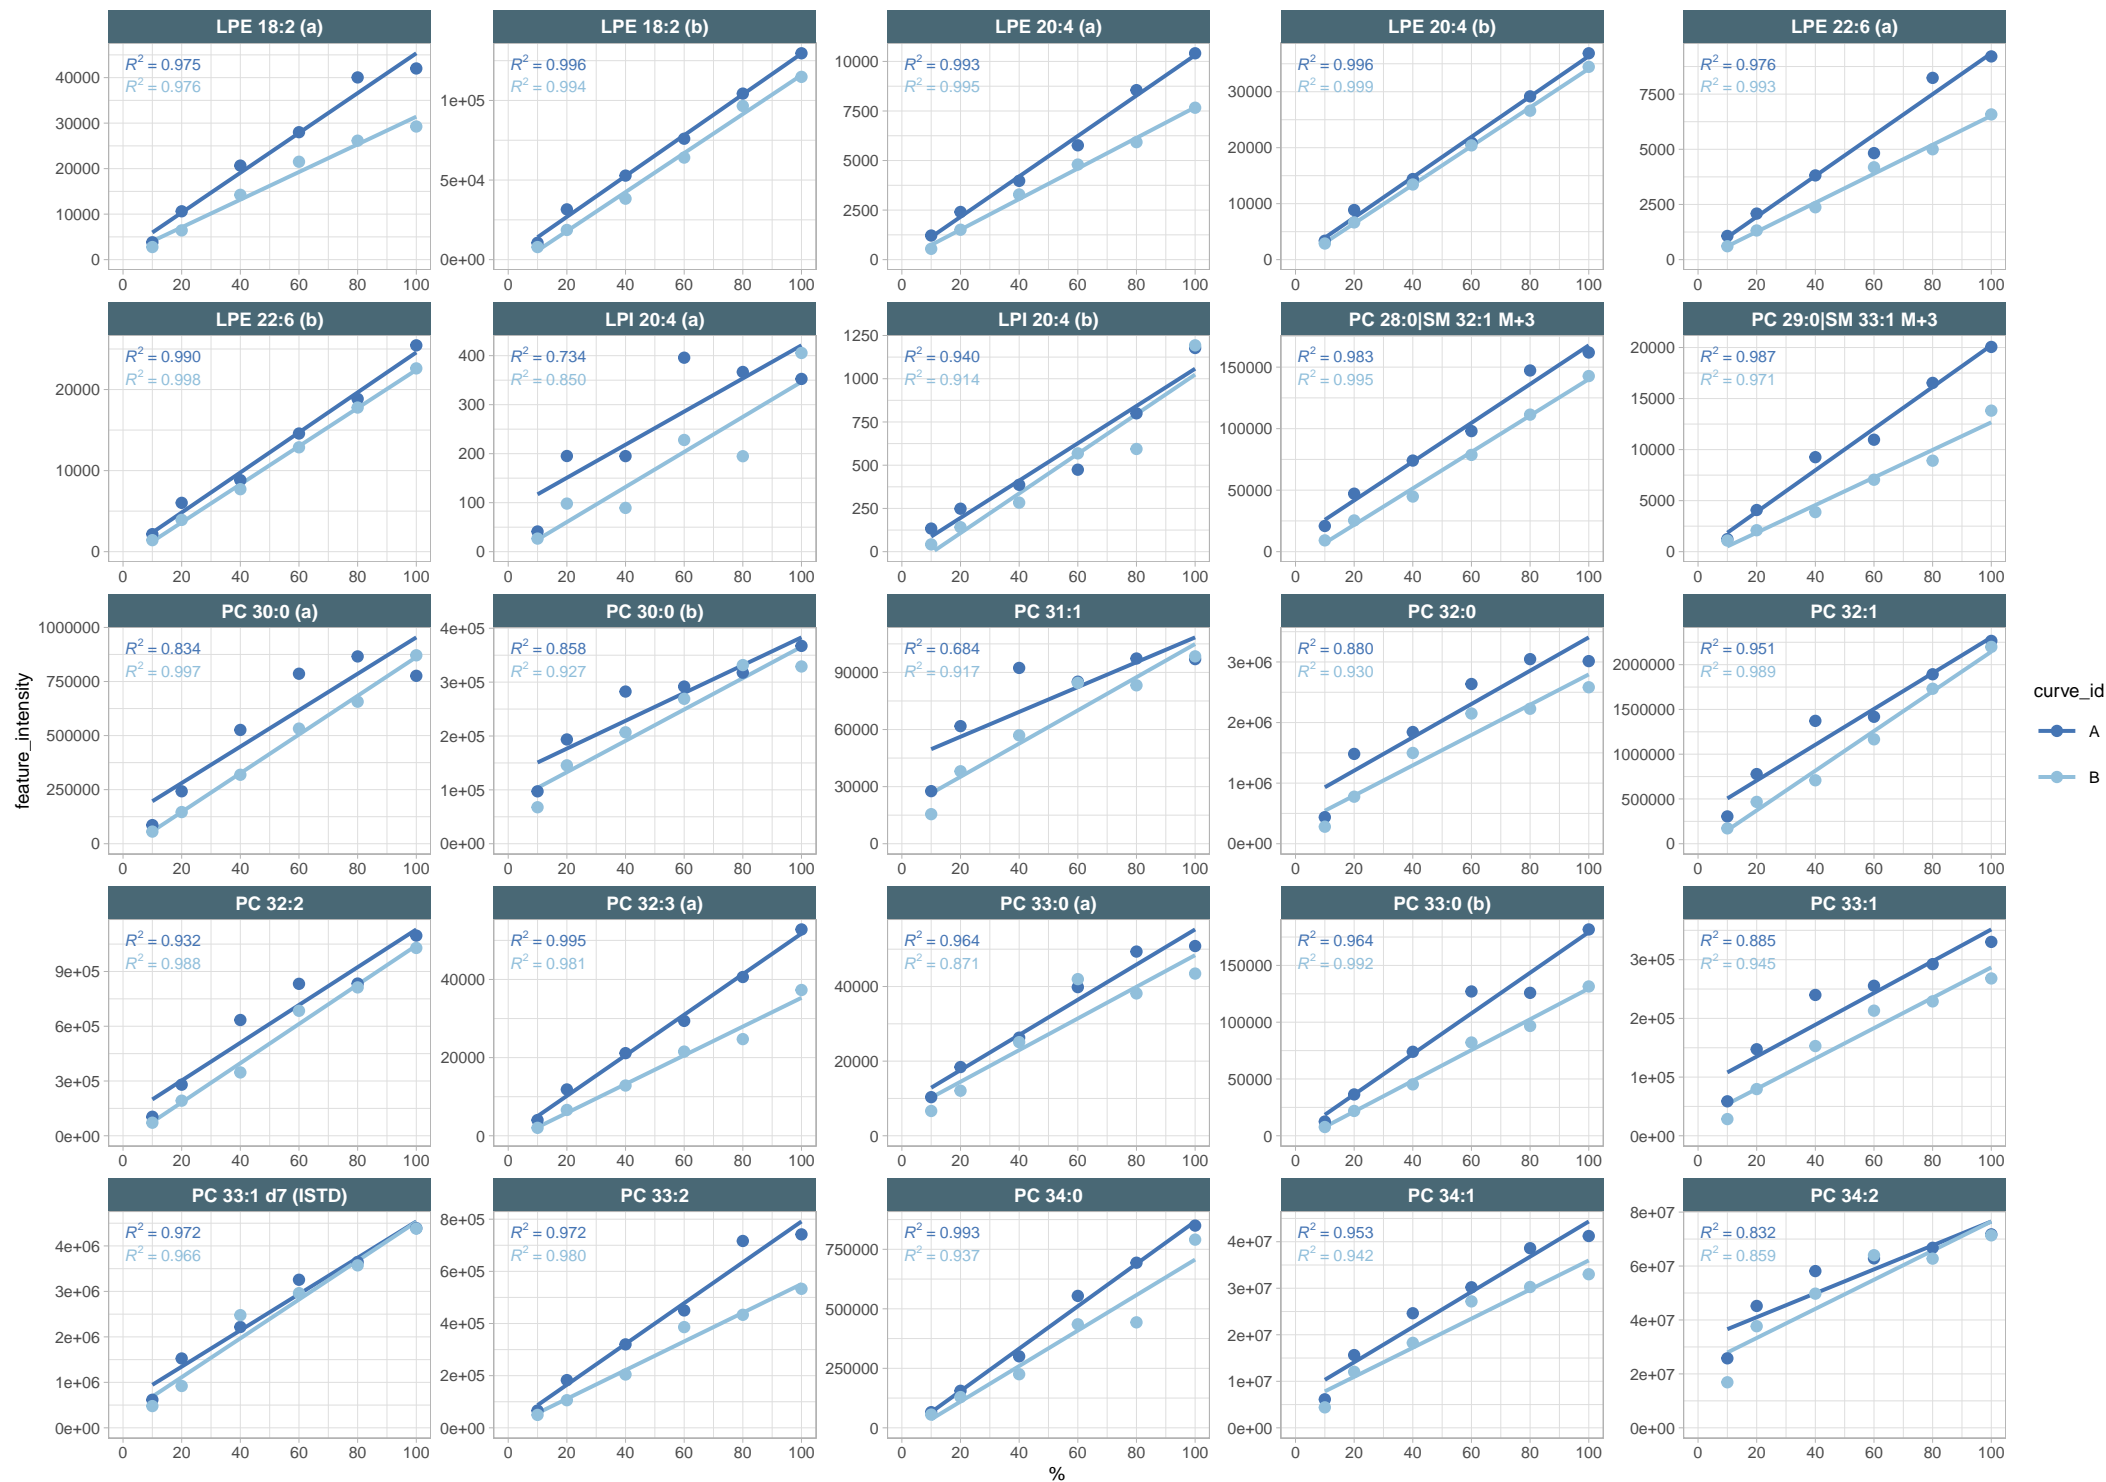 LPE 18:2 (a)
R² = 0.975
R² = 0.976
40000
30000
20000
10000
0
0 20 40 60 80 100
LPE 18:2 (b)
R² = 0.996
R² = 0.994
1e+05
5e+04
0e+00
0 20 40 60 80 100
LPE 20:4 (a)
R² = 0.993
R² = 0.995
10000
7500
5000
2500
0
0 20 40 60 80 100
LPE 20:4 (b)
R² = 0.996
R² = 0.999
30000
20000
10000
0
0 20 40 60 80 100
LPE 22:6 (a)
R² = 0.976
R² = 0.993
7500
5000
2500
0
0 20 40 60 80 100
LPE 22:6 (b)
R² = 0.990
R² = 0.998
20000
10000
0
0 20 40 60 80 100
LPI 20:4 (a)
R² = 0.734
R² = 0.850
400
300
200
100
0
0 20 40 60 80 100
LPI 20:4 (b)
R² = 0.940
R² = 0.914
1250
1000
750
500
250
0
0 20 40 60 80 100
PC 28:0|SM 32:1 M+3
R² = 0.983
R² = 0.995
150000
100000
50000
0
0 20 40 60 80 100
PC 29:0|SM 33:1 M+3
R² = 0.987
R² = 0.971
20000
15000
10000
5000
0
0 20 40 60 80 100
PC 30:0 (a)
R² = 0.834
R² = 0.997
1000000
750000
500000
250000
0
0 20 40 60 80 100
PC 30:0 (b)
R² = 0.858
R² = 0.927
4e+05
3e+05
2e+05
1e+05
0e+00
0 20 40 60 80 100
PC 31:1
R² = 0.684
R² = 0.917
90000
60000
30000
0
0 20 40 60 80 100
PC 32:0
R² = 0.880
R² = 0.930
3e+06
2e+06
1e+06
0e+00
0 20 40 60 80 100
PC 32:1
R² = 0.951
R² = 0.989
2000000
1500000
1000000
500000
0
0 20 40 60 80 100
PC 32:2
R² = 0.932
R² = 0.988
9e+05
6e+05
3e+05
0e+00
0 20 40 60 80 100
PC 32:3 (a)
R² = 0.995
R² = 0.981
40000
20000
0
0 20 40 60 80 100
PC 33:0 (a)
R² = 0.964
R² = 0.871
40000
20000
0
0 20 40 60 80 100
PC 33:0 (b)
R² = 0.964
R² = 0.992
150000
100000
50000
0
0 20 40 60 80 100
PC 33:1
R² = 0.885
R² = 0.945
3e+05
2e+05
1e+05
0e+00
0 20 40 60 80 100
PC 33:1 d7 (ISTD)
R² = 0.972
R² = 0.966
4e+06
3e+06
2e+06
1e+06
0e+00
0 20 40 60 80 100
PC 33:2
R² = 0.972
R² = 0.980
8e+05
6e+05
4e+05
2e+05
0e+00
0 20 40 60 80 100
PC 34:0
R² = 0.993
R² = 0.937
750000
500000
250000
0
0 20 40 60 80 100
PC 34:1
R² = 0.953
R² = 0.942
4e+07
3e+07
2e+07
1e+07
0e+00
0 20 40 60 80 100
PC 34:2
R² = 0.832
R² = 0.859
8e+07
6e+07
4e+07
2e+07
0e+00
0 20 40 60 80 100
feature_intensity
%
curve_id
A
B